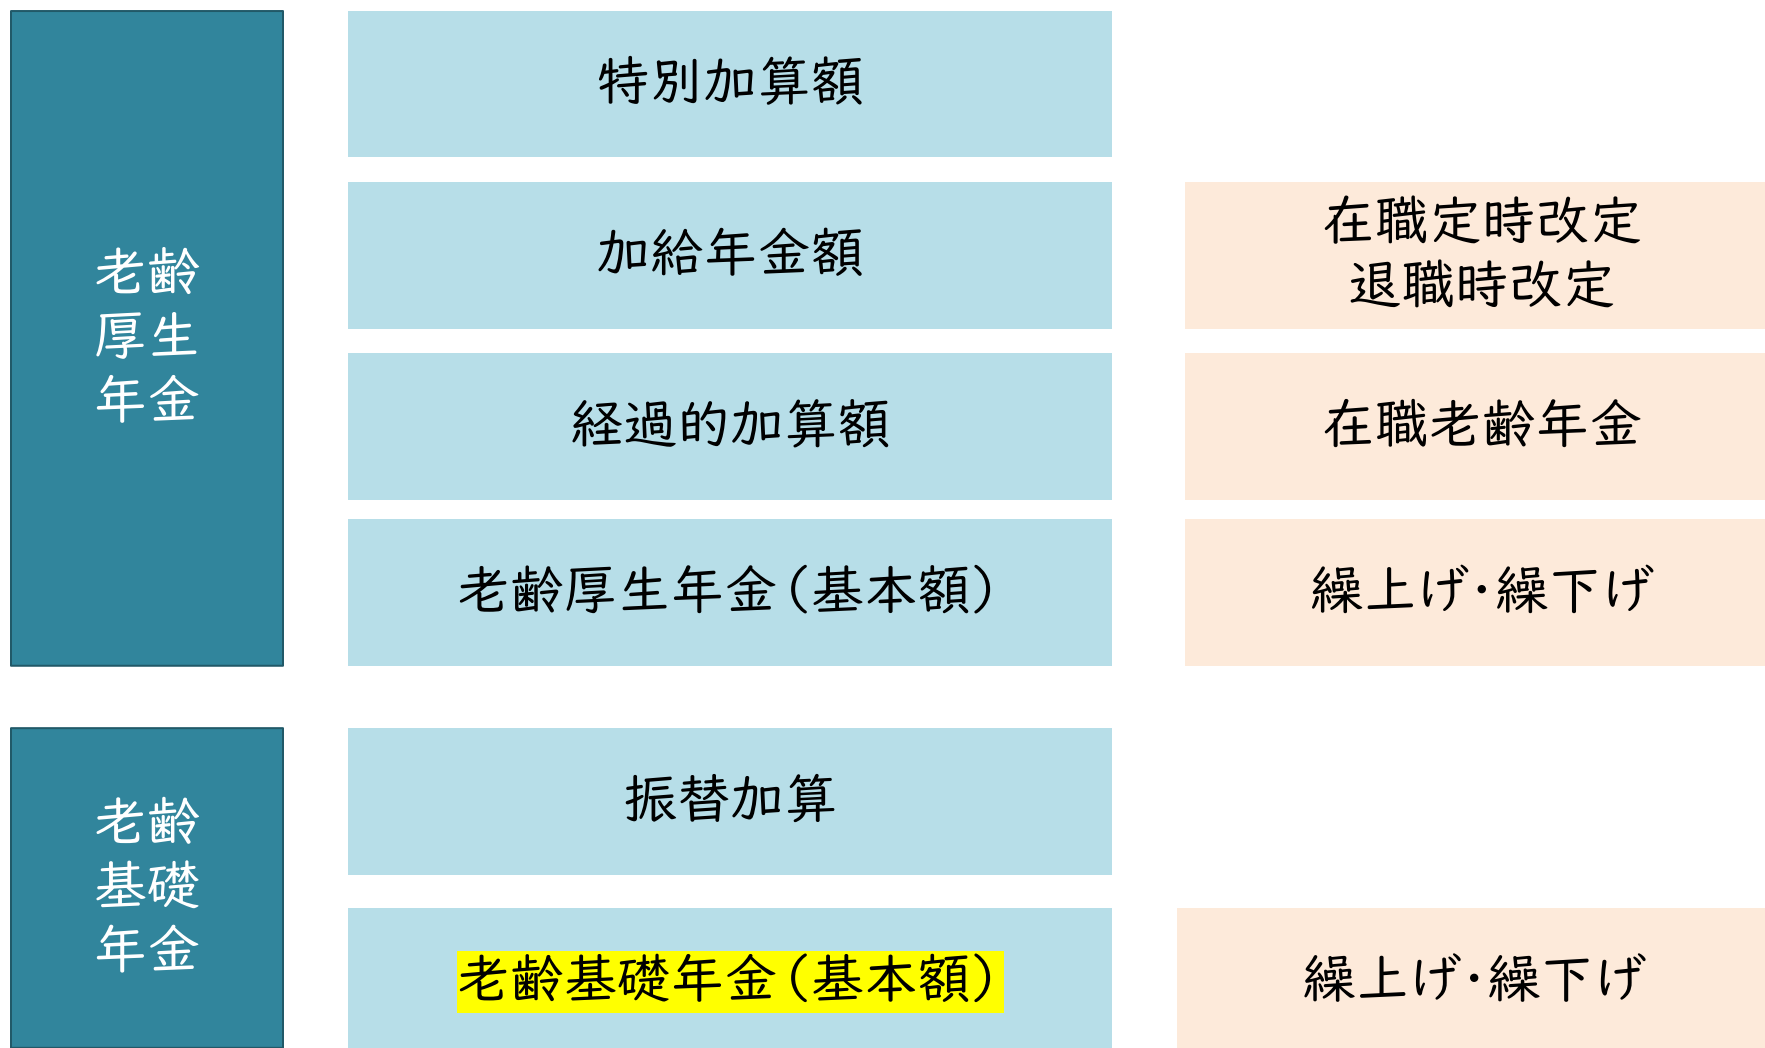 老齢
厚生
年金
特別加算額
加給年金額
在職定時改定
退職時改定
経過的加算額
在職老齢年金
老齢厚生年金(基本額)
繰上げ・繰下げ
老齢
基礎
年金
振替加算
老齢基礎年金(基本額)
繰上げ・繰下げ